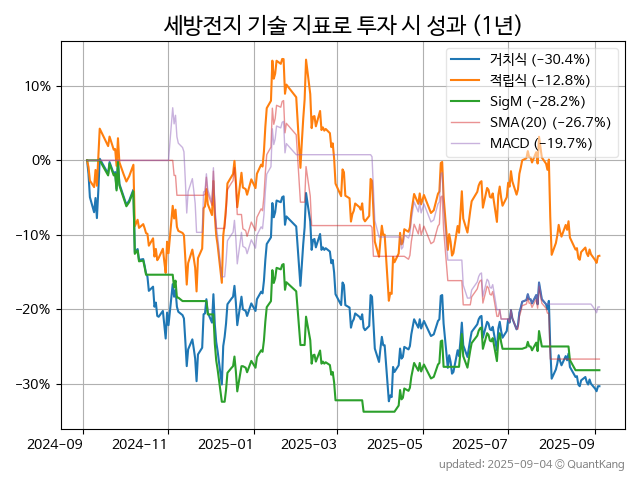 세방전지 기술 지표로 투자 시 성과 (1년)
거치식 (−30.4%)
적립식 (−12.8%)
SigM (−28.2%)
SMA(20) (−26.7%)
MACD (−19.7%)
10%
0%
−10%
−20%
−30%
2024-09 2024-11 2025-01 2025-03 2025-05 2025-07 2025-09
updated: 2025-09-04 © QuantKang